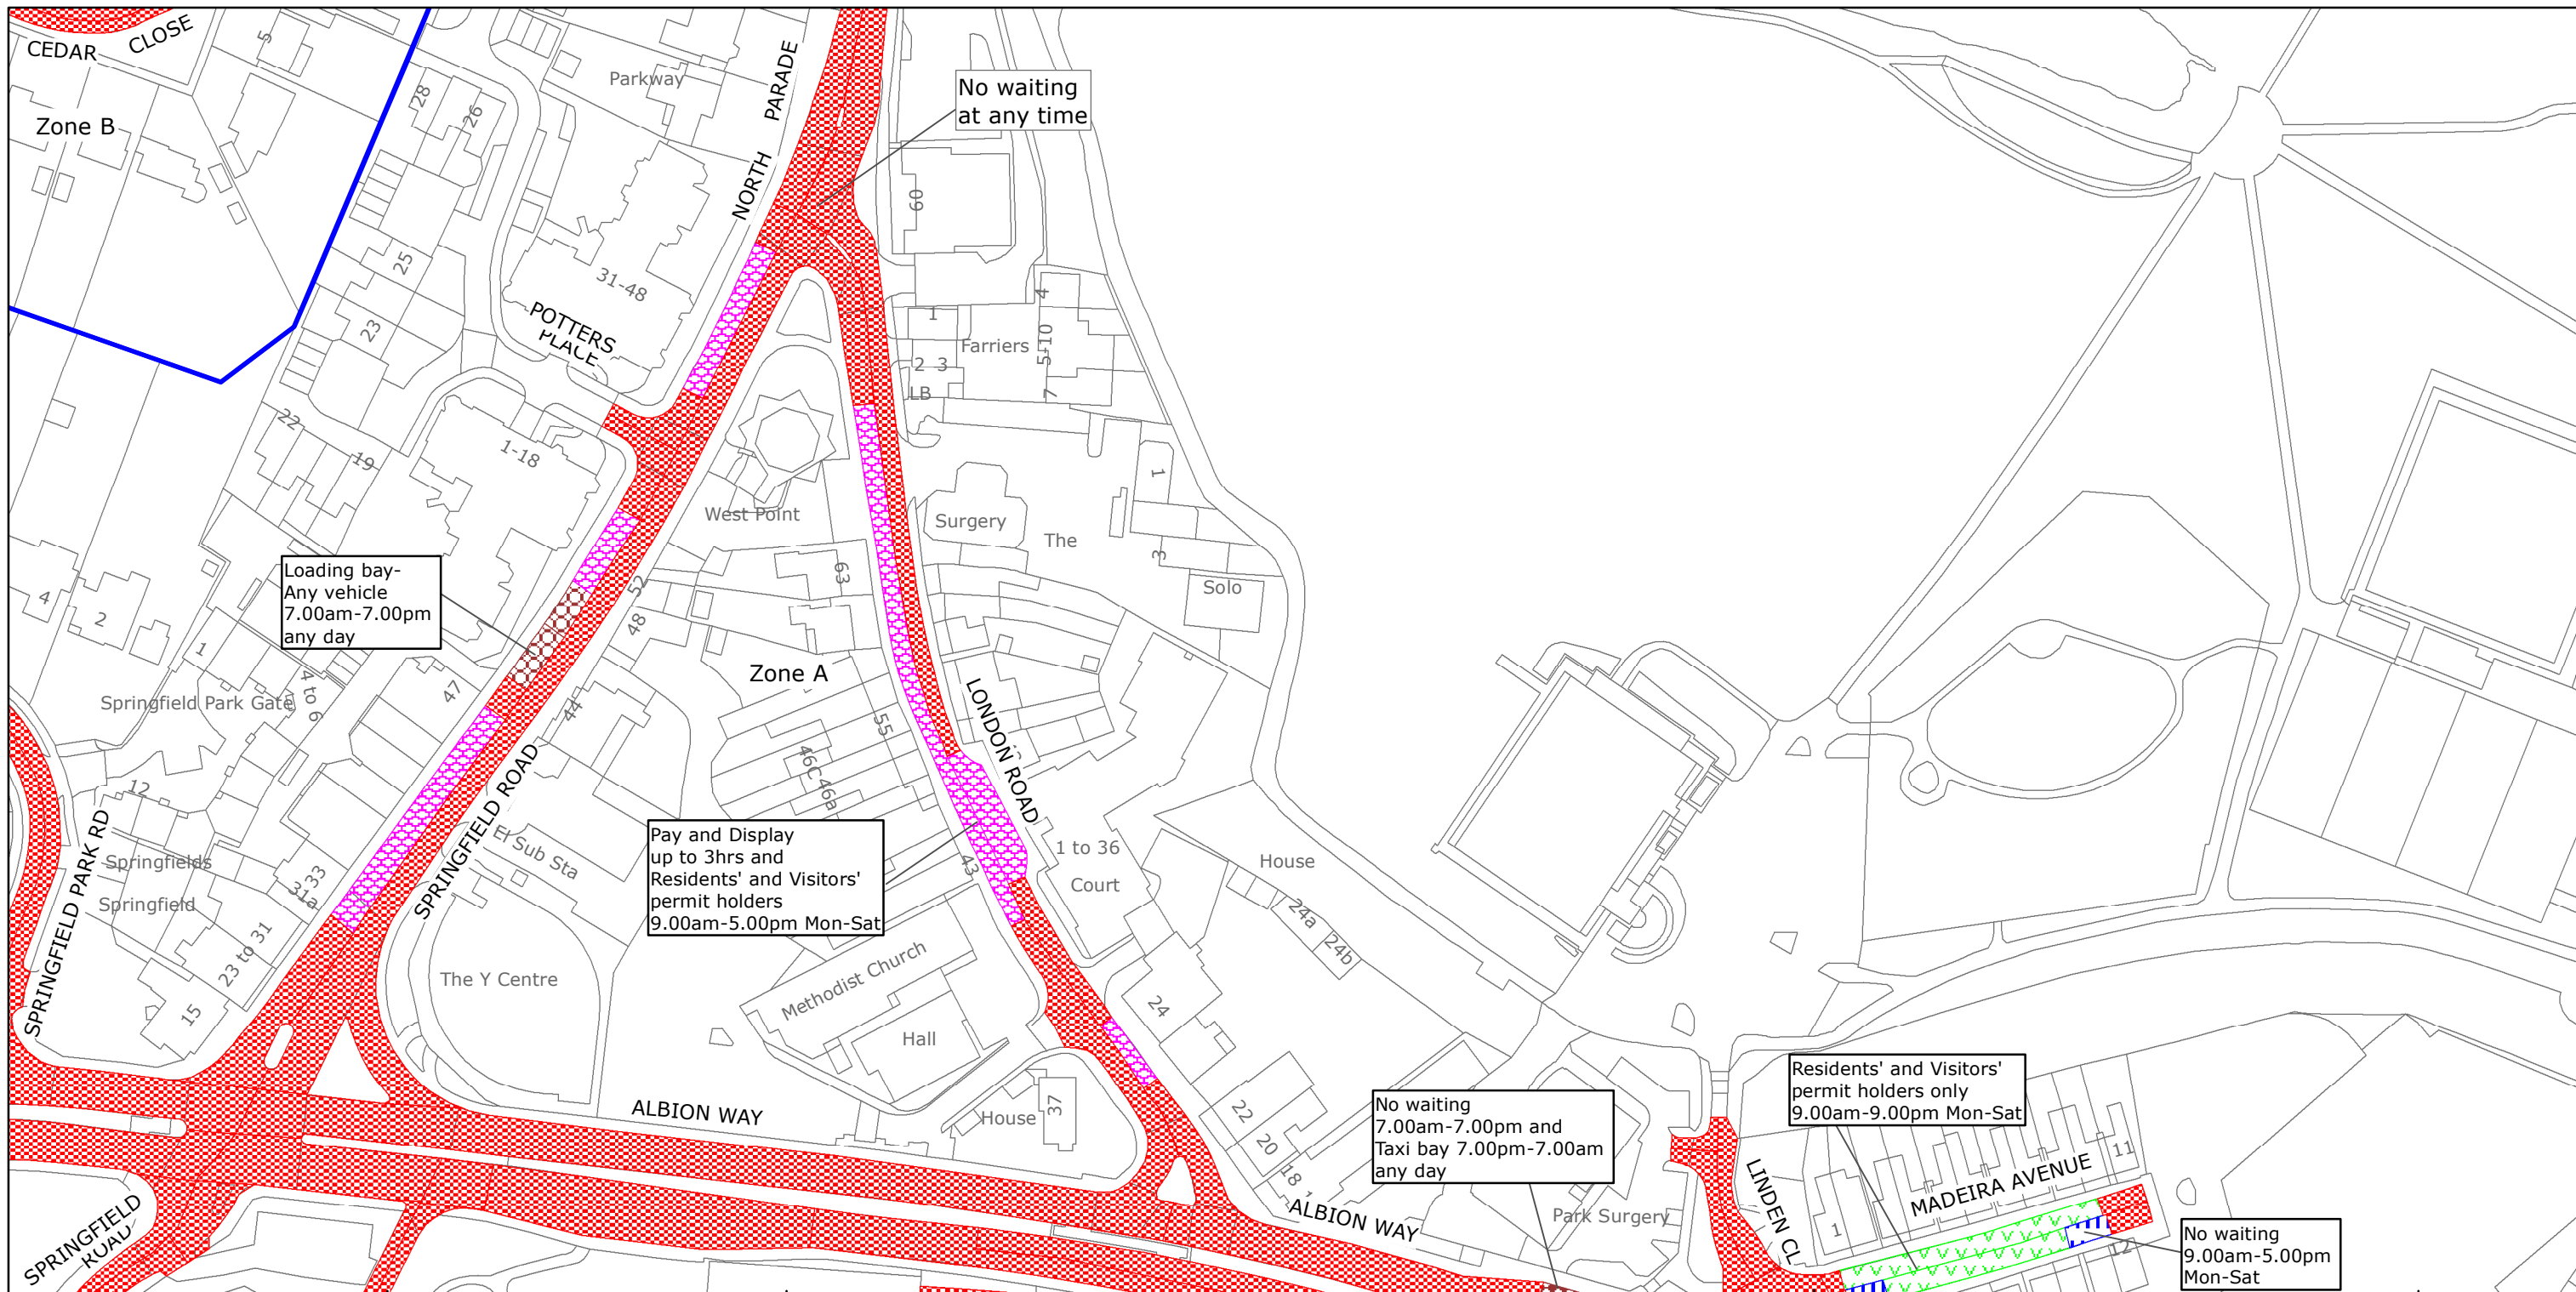 CEDAR CLOSE
5
Zone B
28
26
25
23
22
19
Parkway
NORTH PARADE
No waiting
at any time
60
31-48
POTTERS
PLACE
1
4
Farriers
5-10
2 3
LB
7
1-18
West Point
Surgery
The
1
3
Solo
Loading bay-
Any vehicle
7.00am-7.00pm
any day
4
2
1
4 to 6
Springfield Park Gate
47
52
48
44
63
Zone A
55
46C
46a
LONDON ROAD
12
SPRINGFIELD PARK RD
Springfields
Springfield
33
31a
23 to 31
15
SPRINGFIELD ROAD
El Sub Sta
Pay and Display
up to 3hrs and
Residents' and Visitors'
permit holders
9.00am-5.00pm Mon-Sat
43
1 to 36
Court
House
24a
24b
The Y Centre
Methodist Church
Hall
24
House
37
ALBION WAY
22
20
18
No waiting
7.00am-7.00pm and
Taxi bay 7.00pm-7.00am
any day
Residents' and Visitors'
permit holders only
9.00am-9.00pm Mon-Sat
SPRINGFIELD
ROAD
ALBION WAY
Park Surgery
LINDEN CL
1
MADEIRA AVENUE
11
12
No waiting
9.00am-5.00pm
Mon-Sat